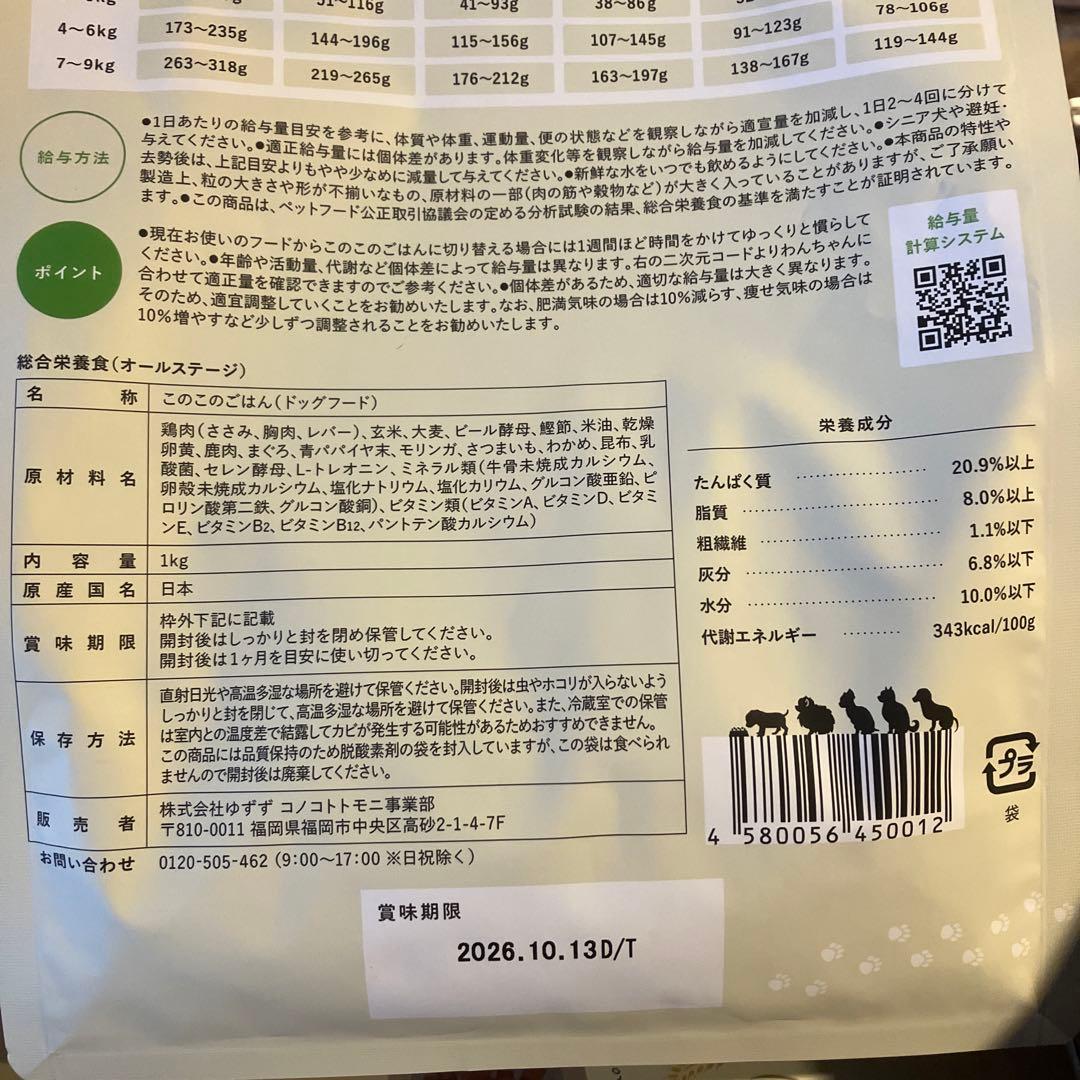 41〜93g
38〜86g
78〜106g
4〜6kg 173〜235g 144〜196g 115〜156g 107〜145g 91〜123g 119〜144g
7〜9kg 263〜318g 219〜265g 176〜212g 163〜197g 138〜167g
給与方法
●1日あたりの給与量目安を参考に、体質や体重、運動量、便の状態などを観察しながら適宜量を加減し、1日2〜4回に分けて
与えてください。●適正給与量には個体差があります。体重変化等を観察しながら給与量を加減してください。●シニア犬や避妊・
去勢後は、上記目安よりもやや少なめに減量して与えてください。●新鮮な水をいつでも飲めるようにしてください。●本商品の特性や
製造上、粒の大きさや形が不揃いなもの、原材料の一部(肉の筋や穀物など)が大きく入っていることがありますが、ご了承願い
ます。●この商品は、ペットフード公正取引協議会の定める分析試験の結果、総合栄養食の基準を満たすことが証明されています。
ポイント
●現在お使いのフードからこのこのごはんに切り替える場合には1週間ほど時間をかけてゆっくりと慣らして
ください。●年齢や活動量、代謝など個体差によって給与量は異なります。右の二次元コードよりわんちゃんに
合わせて適正量を確認できますのでご参考ください。●個体差があるため、適切な給与量は大きく異なります。
そのため、適宜調整していくことをお勧めいたします。なお、肥満気味の場合は10%減らす、痩せ気味の場合は
10%増やすなど少しずつ調整されることをお勧めいたします。
給与量
計算システム
総合栄養食(オールステージ)
名称 このこのごはん(ドッグフード)
原材料名
鶏肉(ささみ、胸肉、レバー)、玄米、大麦、ビール酵母、鰹節、米油、乾燥
卵黄、鹿肉、まぐろ、青パパイヤ末、モリンガ、さつまいも、わかめ、昆布、乳
酸菌、セレン酵母、L-トレオニン、ミネラル類(牛骨未焼成カルシウム、
卵殻未焼成カルシウム、塩化ナトリウム、塩化カリウム、グルコン酸亜鉛、ピ
ロリン酸第二鉄、グルコン酸銅)、ビタミン類(ビタミンA、ビタミンD、ビタミ
ンE、ビタミンB2、ビタミンB12、パントテン酸カルシウム)
内容量 1kg
原産国名 日本
賞味期限
枠外下記に記載
開封後はしっかりと封を閉め保管してください。
開封後は1ヶ月を目安に使い切ってください。
保存方法
直射日光や高温多湿な場所を避けて保管ください。開封後は虫やホコリが入らないよう
しっかりと封を閉じて、高温多湿な場所を避けて保管ください。また、冷蔵室での保管
は室内との温度差で結露してカビが発生する可能性があるためおすすめできません。
この商品には品質保持のため脱酸素剤の袋を封入していますが、この袋は食べられ
ませんので開封後は廃棄してください。
販売者
株式会社ゆずず コノコトトモニ事業部
〒810-0011 福岡県福岡市中央区高砂2-1-4-7F
お問い合わせ 0120-505-462 (9:00〜17:00 ※日祝除く)
栄養成分
たんぱく質 ………… 20.9%以上
脂質 ………… 8.0%以上
粗繊維 ………… 1.1%以下
灰分 ………… 6.8%以下
水分 ………… 10.0%以下
代謝エネルギー ……… 343kcal/100g
4 580056 450012
プラ
袋
賞味期限
2026.10.13D/T